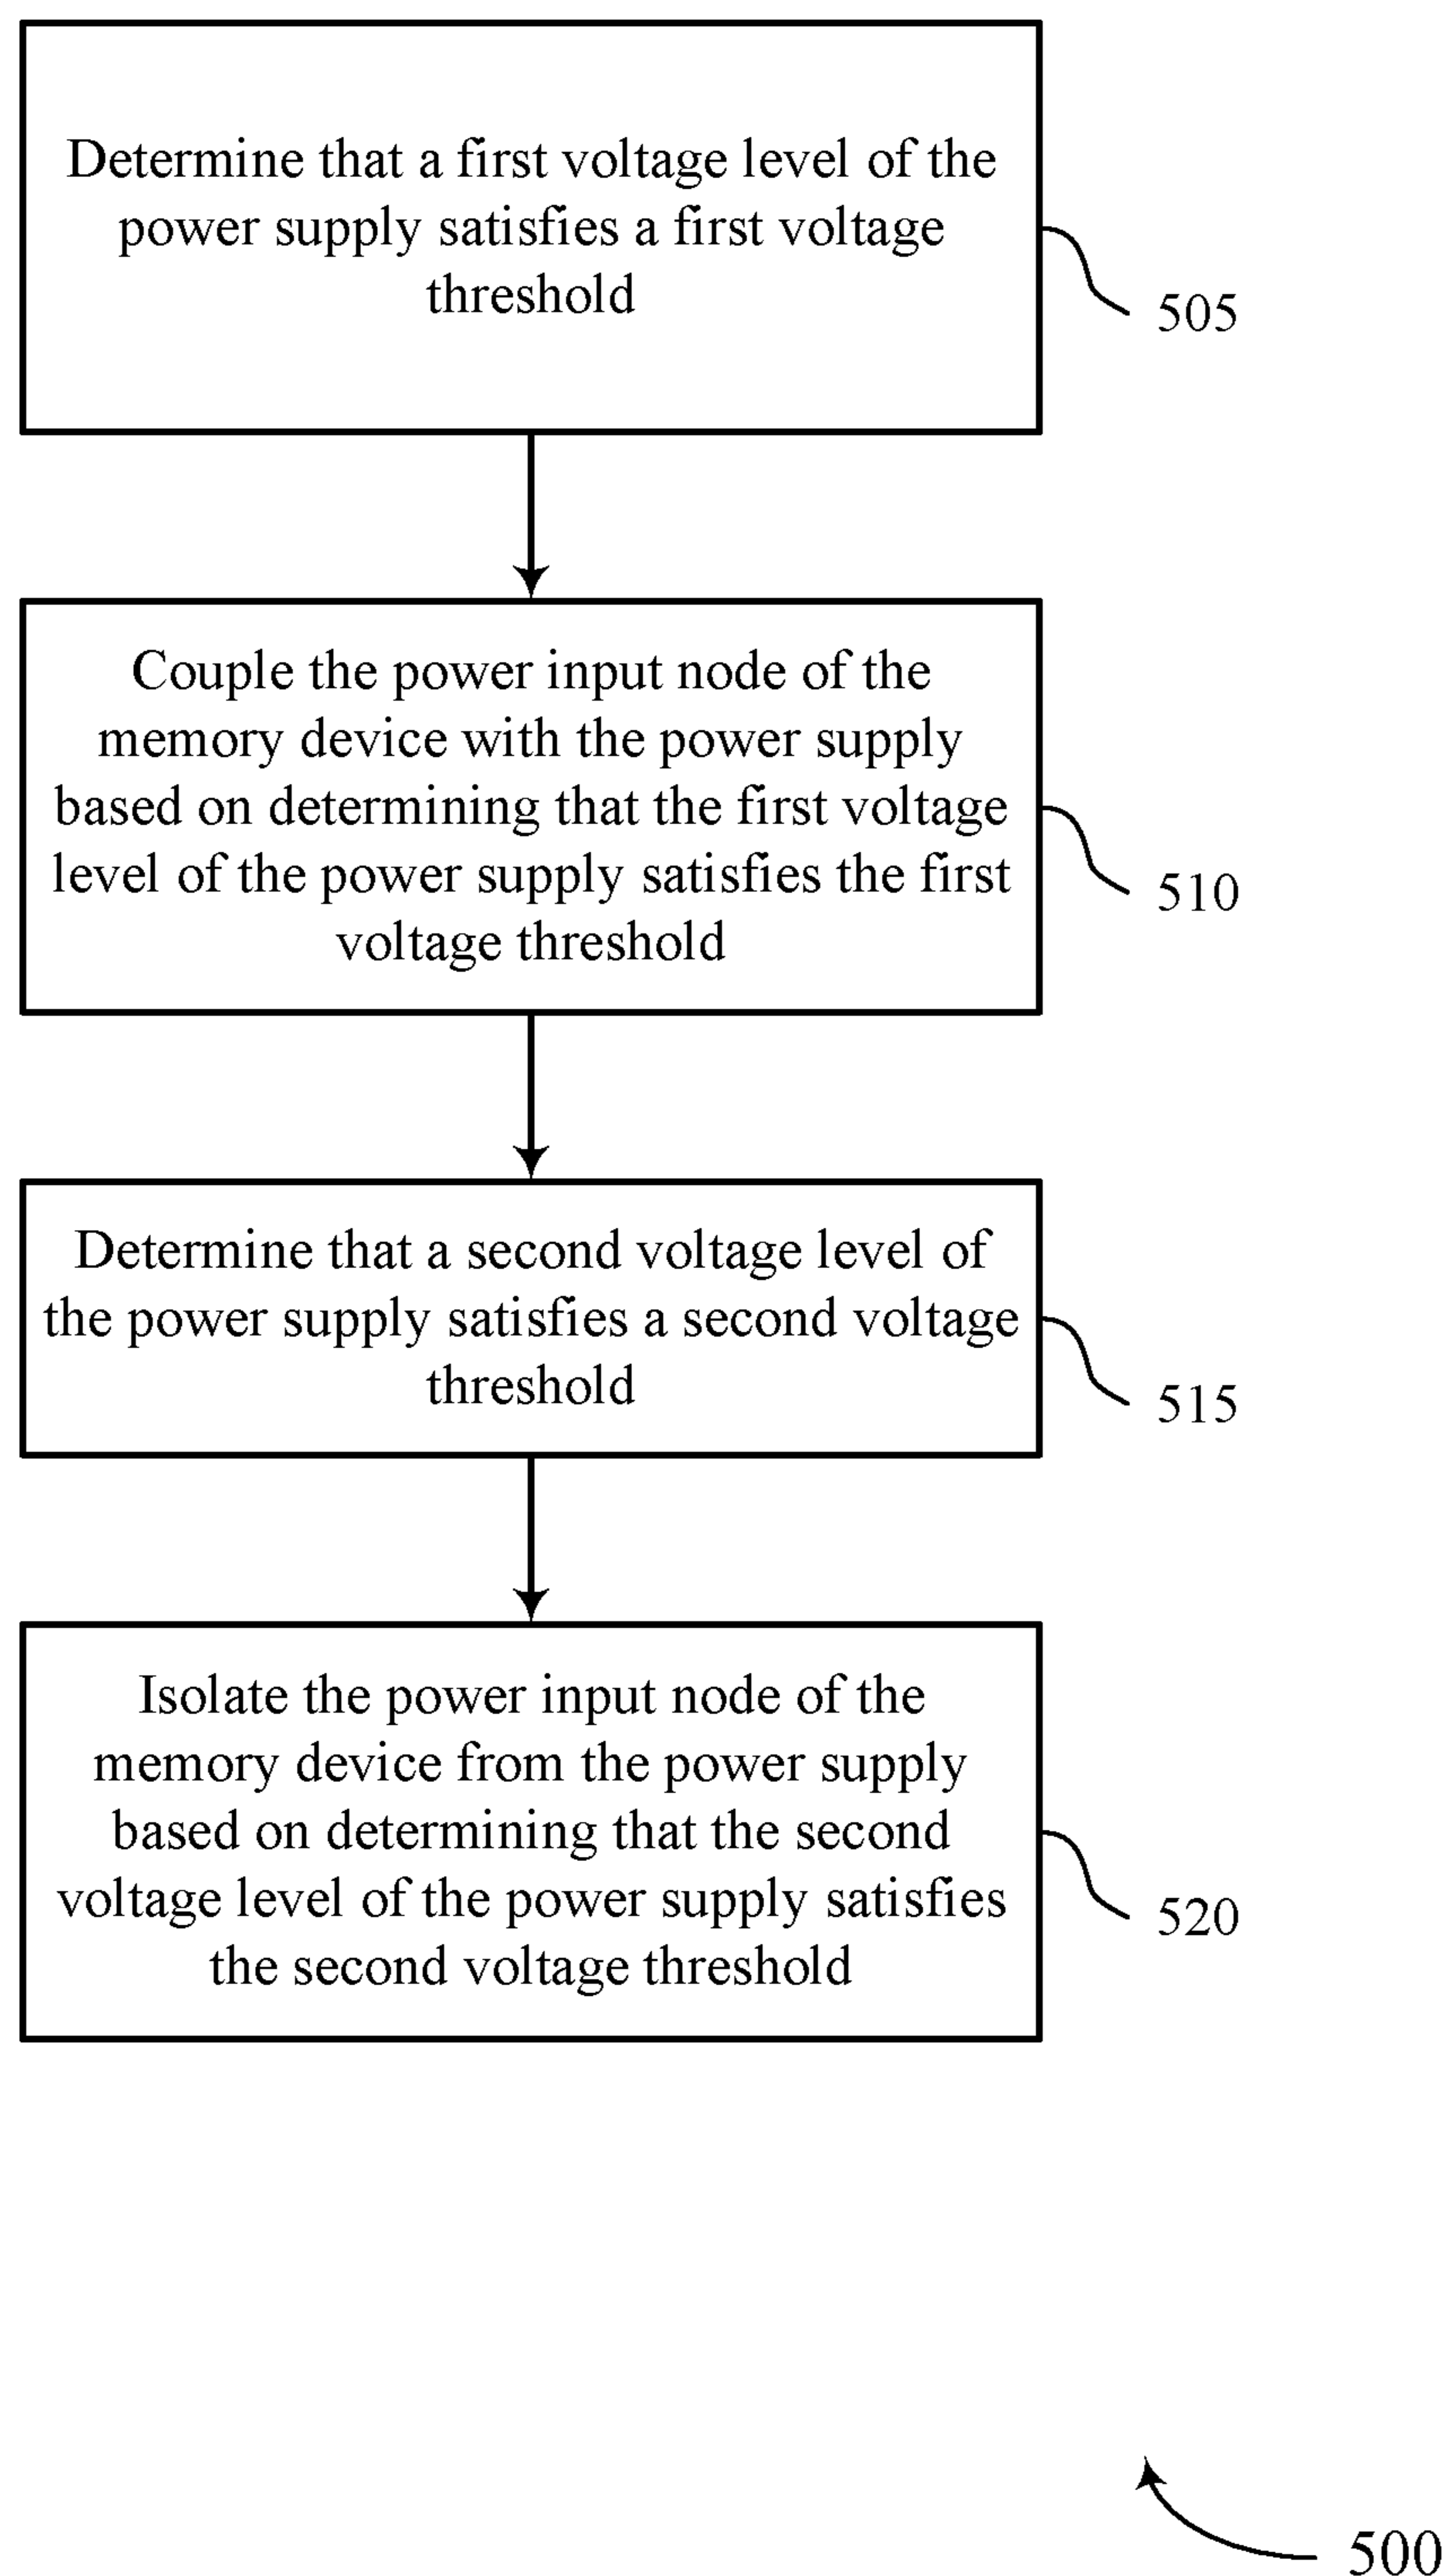 Determine that a first voltage level of the
power supply satisfies a first voltage
threshold
505
Couple the power input node of the
memory device with the power supply
based on determining that the first voltage
level of the power supply satisfies the first
voltage threshold
510
Determine that a second voltage level of
the power supply satisfies a second voltage
threshold
515
Isolate the power input node of the
memory device from the power supply
based on determining that the second
voltage level of the power supply satisfies
the second voltage threshold
520
500